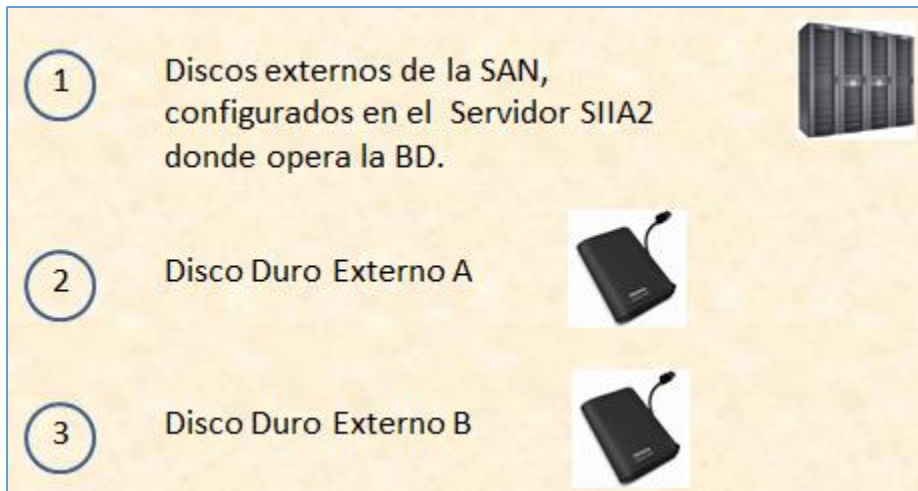 1
Discos externos de la SAN,
configurados en el Servidor SIIA2
donde opera la BD.
2
Disco Duro Externo A
3
Disco Duro Externo B